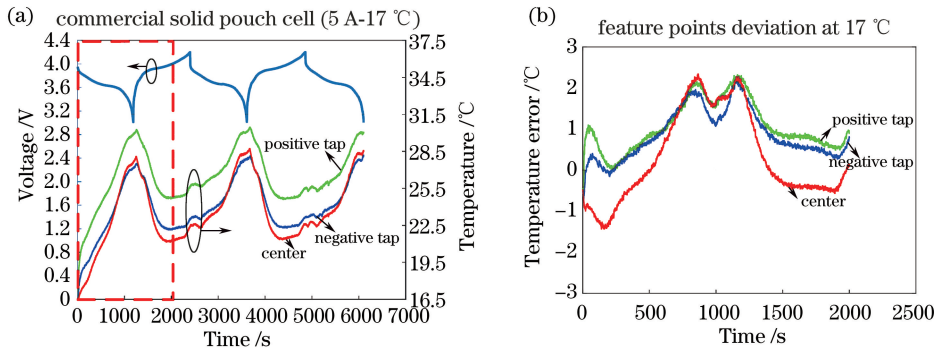 (a)
commercial solid pouch cell (5 A-17 ℃)
4.4
4.0
3.6
3.2
2.8
2.4
2.0
1.6
1.2
0.8
0.4
0
Voltage /V
37.5
34.5
31.5
28.5
25.5
22.5
19.5
16.5
Temperature /℃
positive tap
negative tap
center
0 1000 2000 3000 4000 5000 6000 7000
Time /s
(b)
feature points deviation at 17 ℃
3
2
1
0
−1
−2
−3
Temperature error /℃
positive tap
negative tap
center
0 500 1000 1500 2000 2500
Time /s